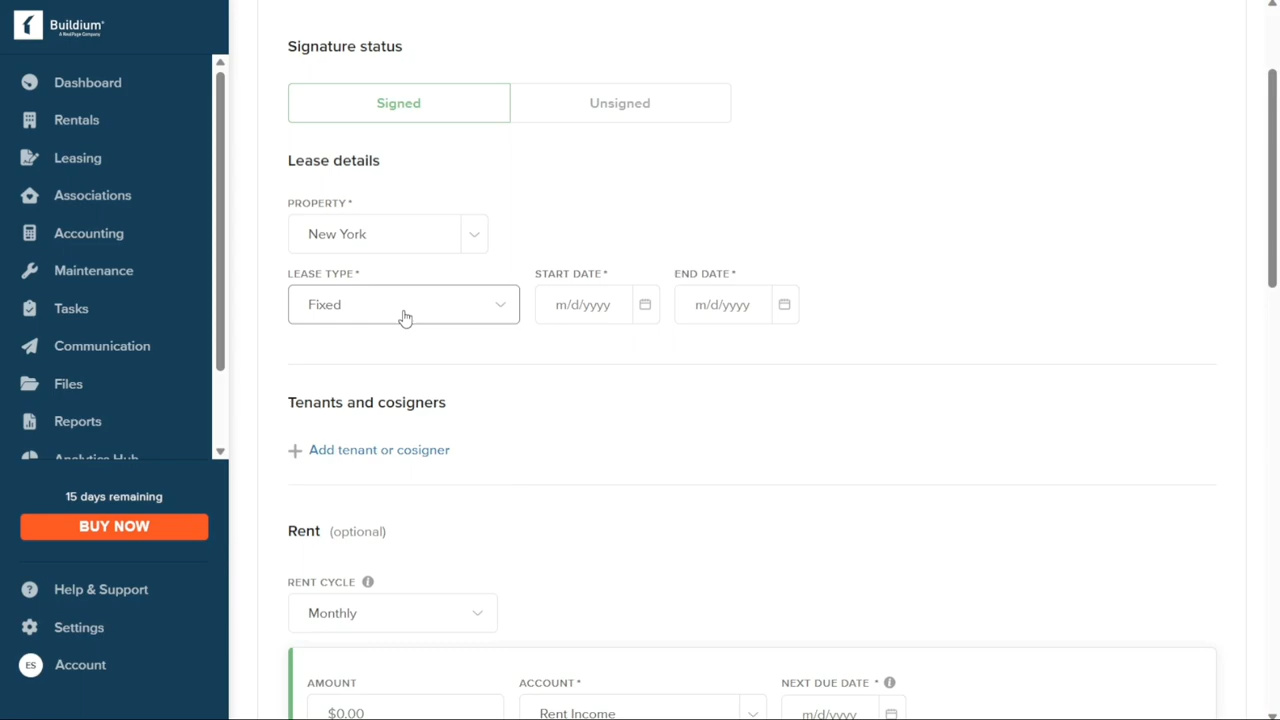 Buildium
A RealPage Company
Dashboard
Rentals
Leasing
Associations
Accounting
Maintenance
Tasks
Communication
Files
Reports
Analytics Hub
15 days remaining
BUY NOW
Help & Support
Settings
ES Account
Signature status
Signed Unsigned
Lease details
PROPERTY*
New York
LEASE TYPE* START DATE* END DATE*
Fixed m/d/yyyy m/d/yyyy
Tenants and cosigners
+ Add tenant or cosigner
Rent (optional)
RENT CYCLE
Monthly
AMOUNT ACCOUNT* NEXT DUE DATE *
$0.00 Rent Income m/d/yyyy